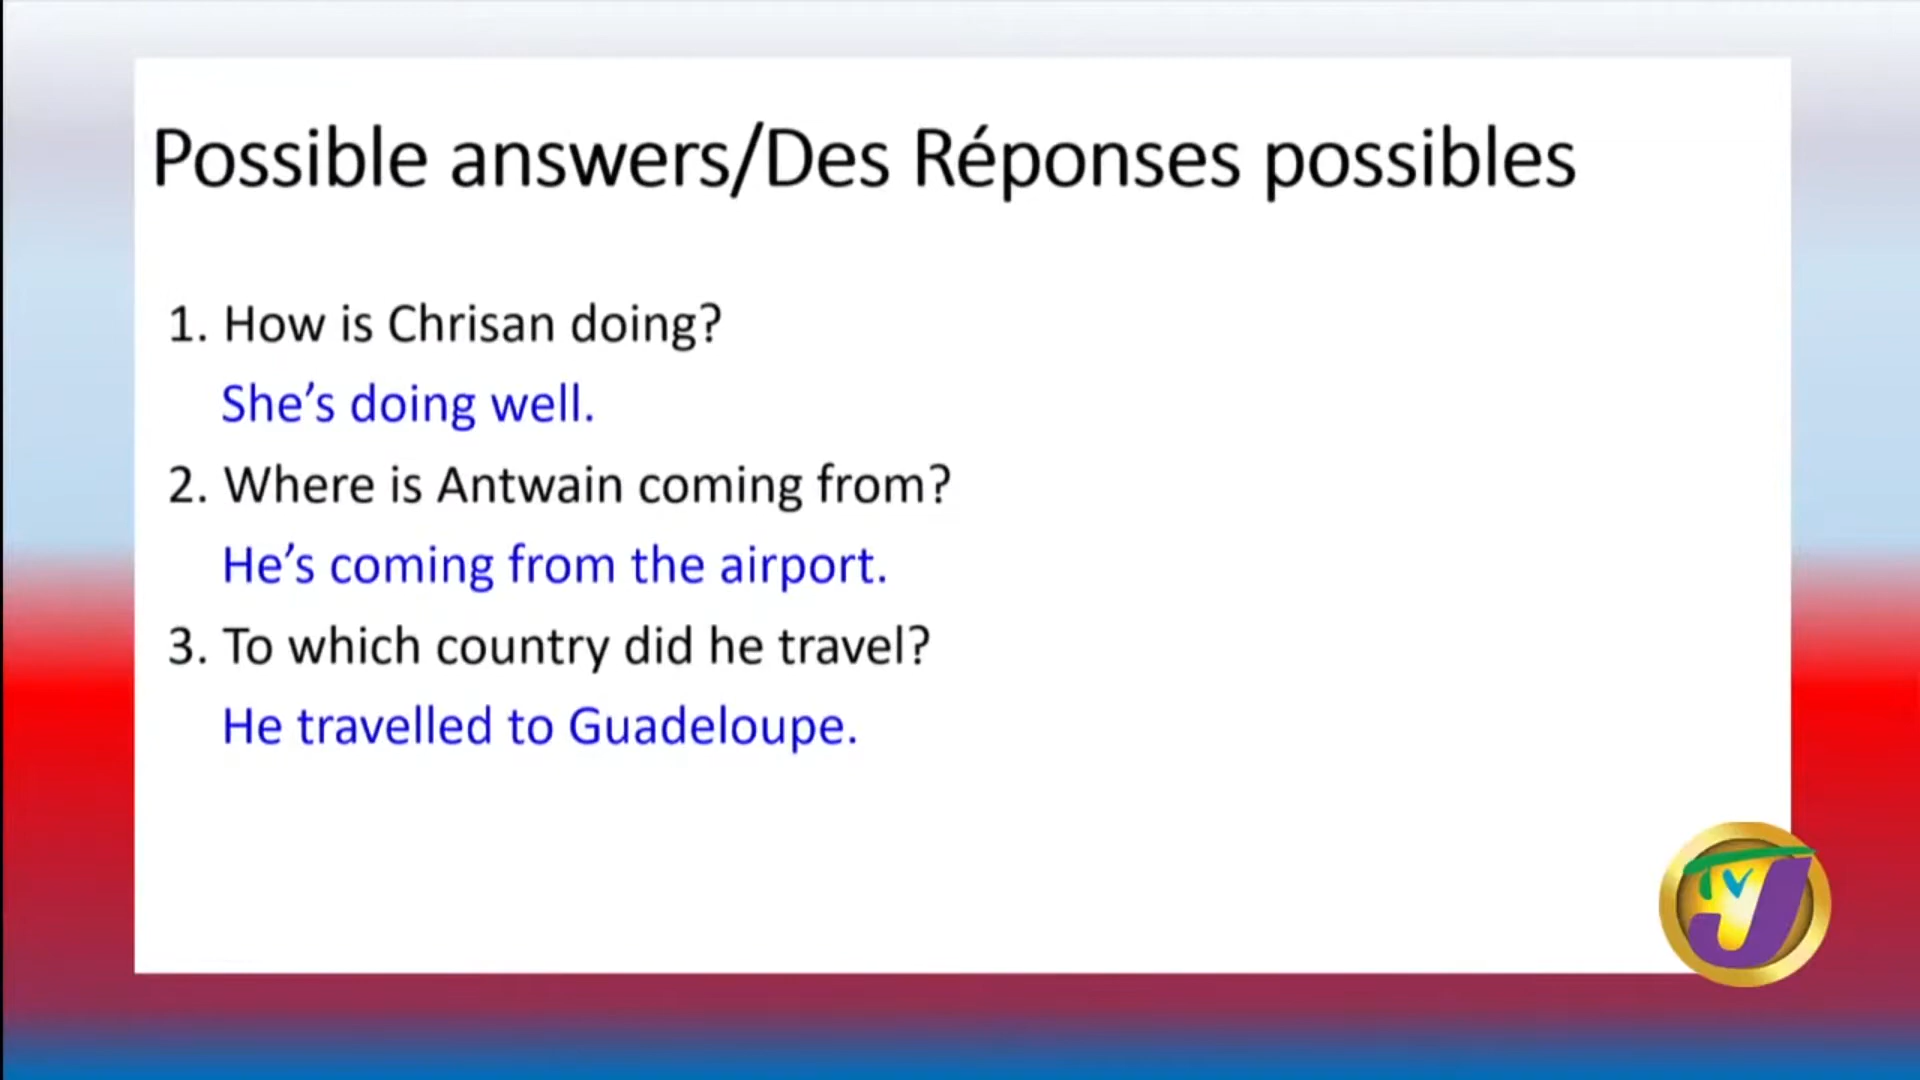 Possible answers/Des Réponses possibles
1. How is Chrisan doing?
She’s doing well.
2. Where is Antwain coming from?
He’s coming from the airport.
3. To which country did he travel?
He travelled to Guadeloupe.
TVJ